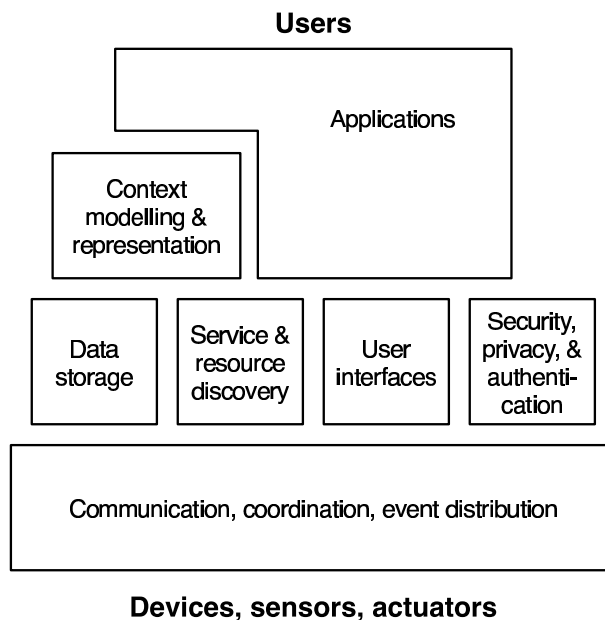 Users
Applications
Context
modelling &
representation
Data
storage
Service &
resource
discovery
User
interfaces
Security,
privacy, &
authenti-
cation
Communication, coordination, event distribution
Devices, sensors, actuators